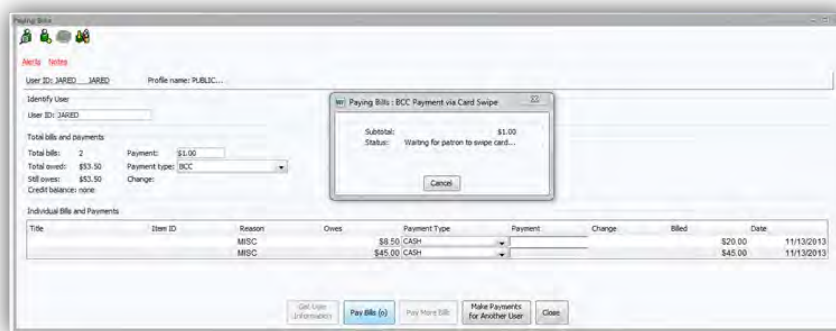 Paying Bills
Alerts Notes
User ID: JARED JARED Profile name: PUBLIC...
Identify User
User ID: JARED
Total bills and payments
Total bills: 2 Payment: $1.00
Total owed: $53.50 Payment type: BCC
Still owes: $53.50 Change:
Credit balance: none
Paying Bills : BCC Payment via Card Swipe
Subtotal: $1.00
Status: Waiting for patron to swipe card...
Cancel
Individual Bills and Payments
Title Item ID Reason Owes Payment Type Payment Change Billed Date
MISC $8.50 CASH $20.00 11/13/2013
MISC $45.00 CASH $45.00 11/13/2013
Get User Information Pay Bills (o) Pay More Bills Make Payments for Another User Close